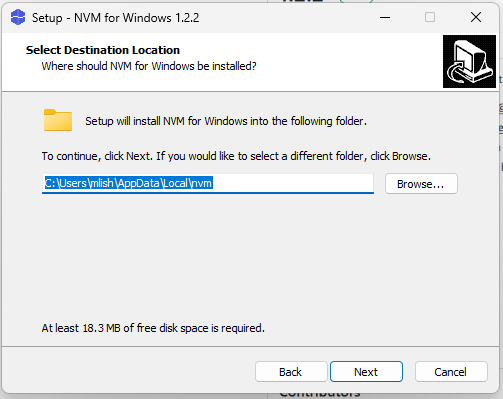 Setup - NVM for Windows 1.2.2
Select Destination Location
Where should NVM for Windows be installed?
Setup will install NVM for Windows into the following folder.
To continue, click Next. If you would like to select a different folder, click Browse.
C:\Users\mlish\AppData\Local\nvm
Browse...
At least 18.3 MB of free disk space is required.
Back
Next
Cancel
Contributors